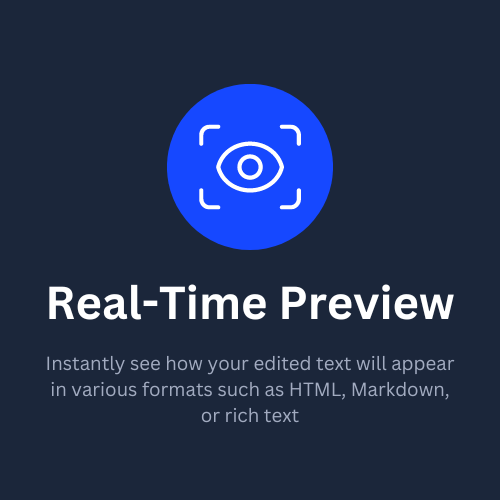 Real-Time Preview
Instantly see how your edited text will appear
in various formats such as HTML, Markdown,
or rich text